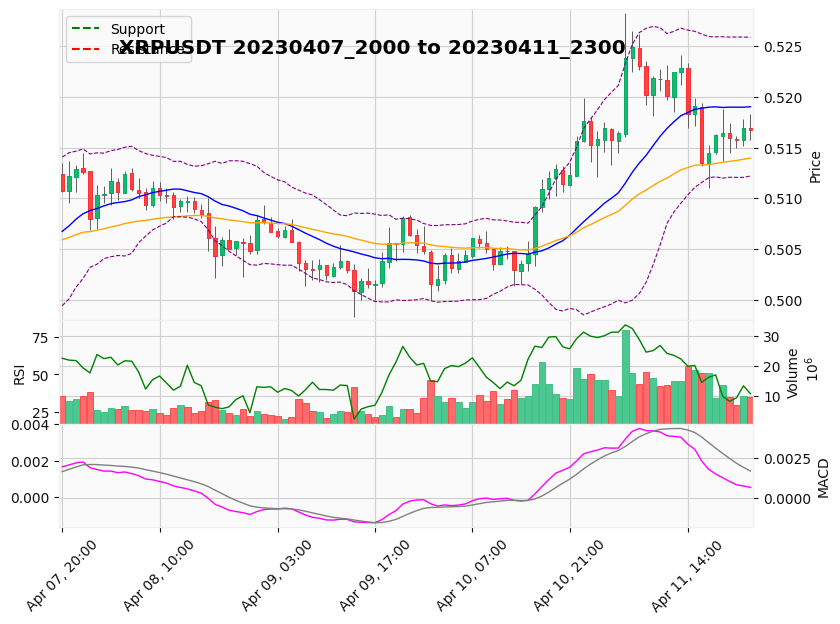 Support
Resistance
XRPUSDT 20230407_2000 to 20230411_2300
0.525
0.520
0.515
0.510
0.505
0.500
Price
75
50
25
RSI
30
20
10
Volume
10^6
0.004
0.002
0.000
0.0025
0.0000
MACD
Apr 07, 20:00
Apr 08, 10:00
Apr 09, 03:00
Apr 09, 17:00
Apr 10, 07:00
Apr 10, 21:00
Apr 11, 14:00